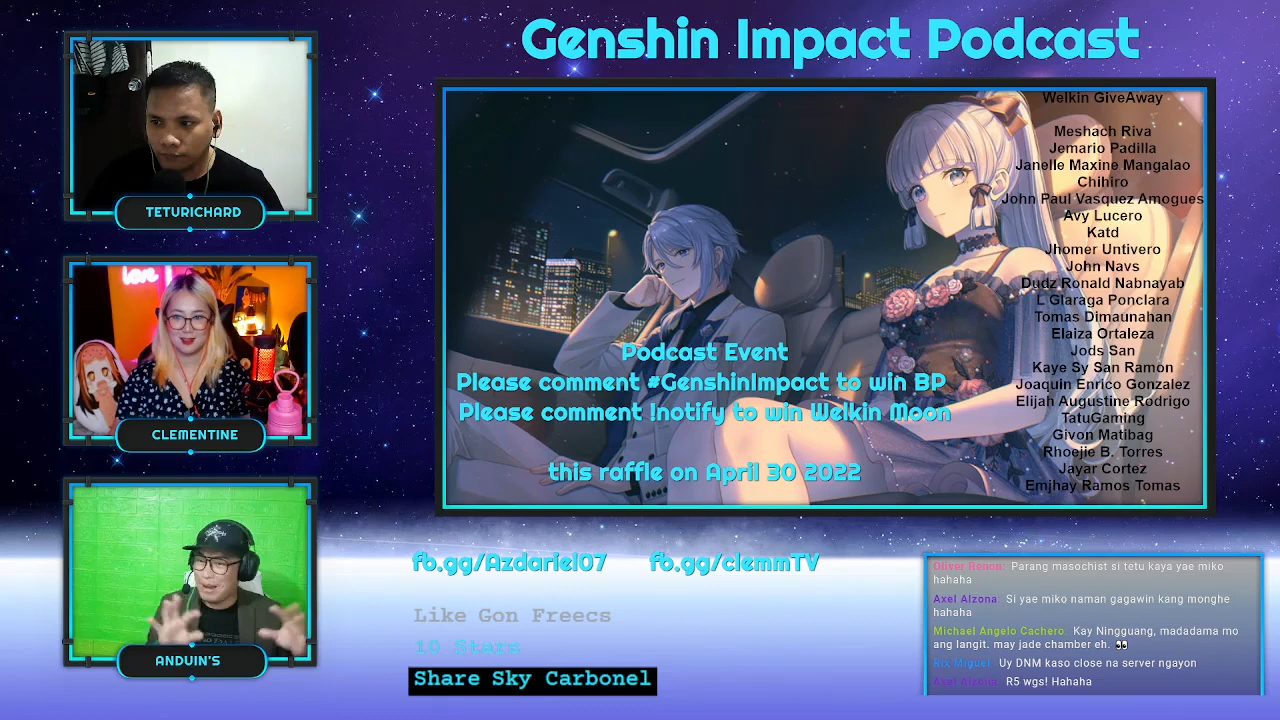 Genshin Impact Podcast
TETURICHARD
CLEMENTINE
ANDUIN'S
Welkin GiveAway
Meshach Riva
Jemario Padilla
Janelle Maxine Mangalao
Chihiro
John Paul Vasquez Amogues
Avy Lucero
Katd
Jhomer Untivero
John Navs
Dudz Ronald Nabnayab
L Glaraga Ponclara
Tomas Dimaunahan
Elaiza Ortaleza
Jods San
Kaye Sy San Ramon
Joaquin Enrico Gonzalez
Elijah Augustine Rodrigo
TatuGaming
Givon Matibag
Rhoejie B. Torres
Jayar Cortez
Emjhay Ramos Tomas
Podcast Event
Please comment #GenshinImpact to win BP
Please comment !notify to win Welkin Moon
this raffle on April 30 2022
fb.gg/Azdariel07 fb.gg/clemmTV
Like Gon Freecs
10 Stars
Share Sky Carbonel
Oliver Renon: Parang masochist si tetu kaya yae miko
hahaha
Axel Alzona: Si yae miko naman gagawin kang monghe
hahaha
Michael Angelo Cachero: Kay Ningguang, madadama mo
ang langit. may jade chamber eh. 👀
Rix Miguel: Uy DNM kaso close na server ngayon
Axel Alzona: R5 wgs! Hahaha